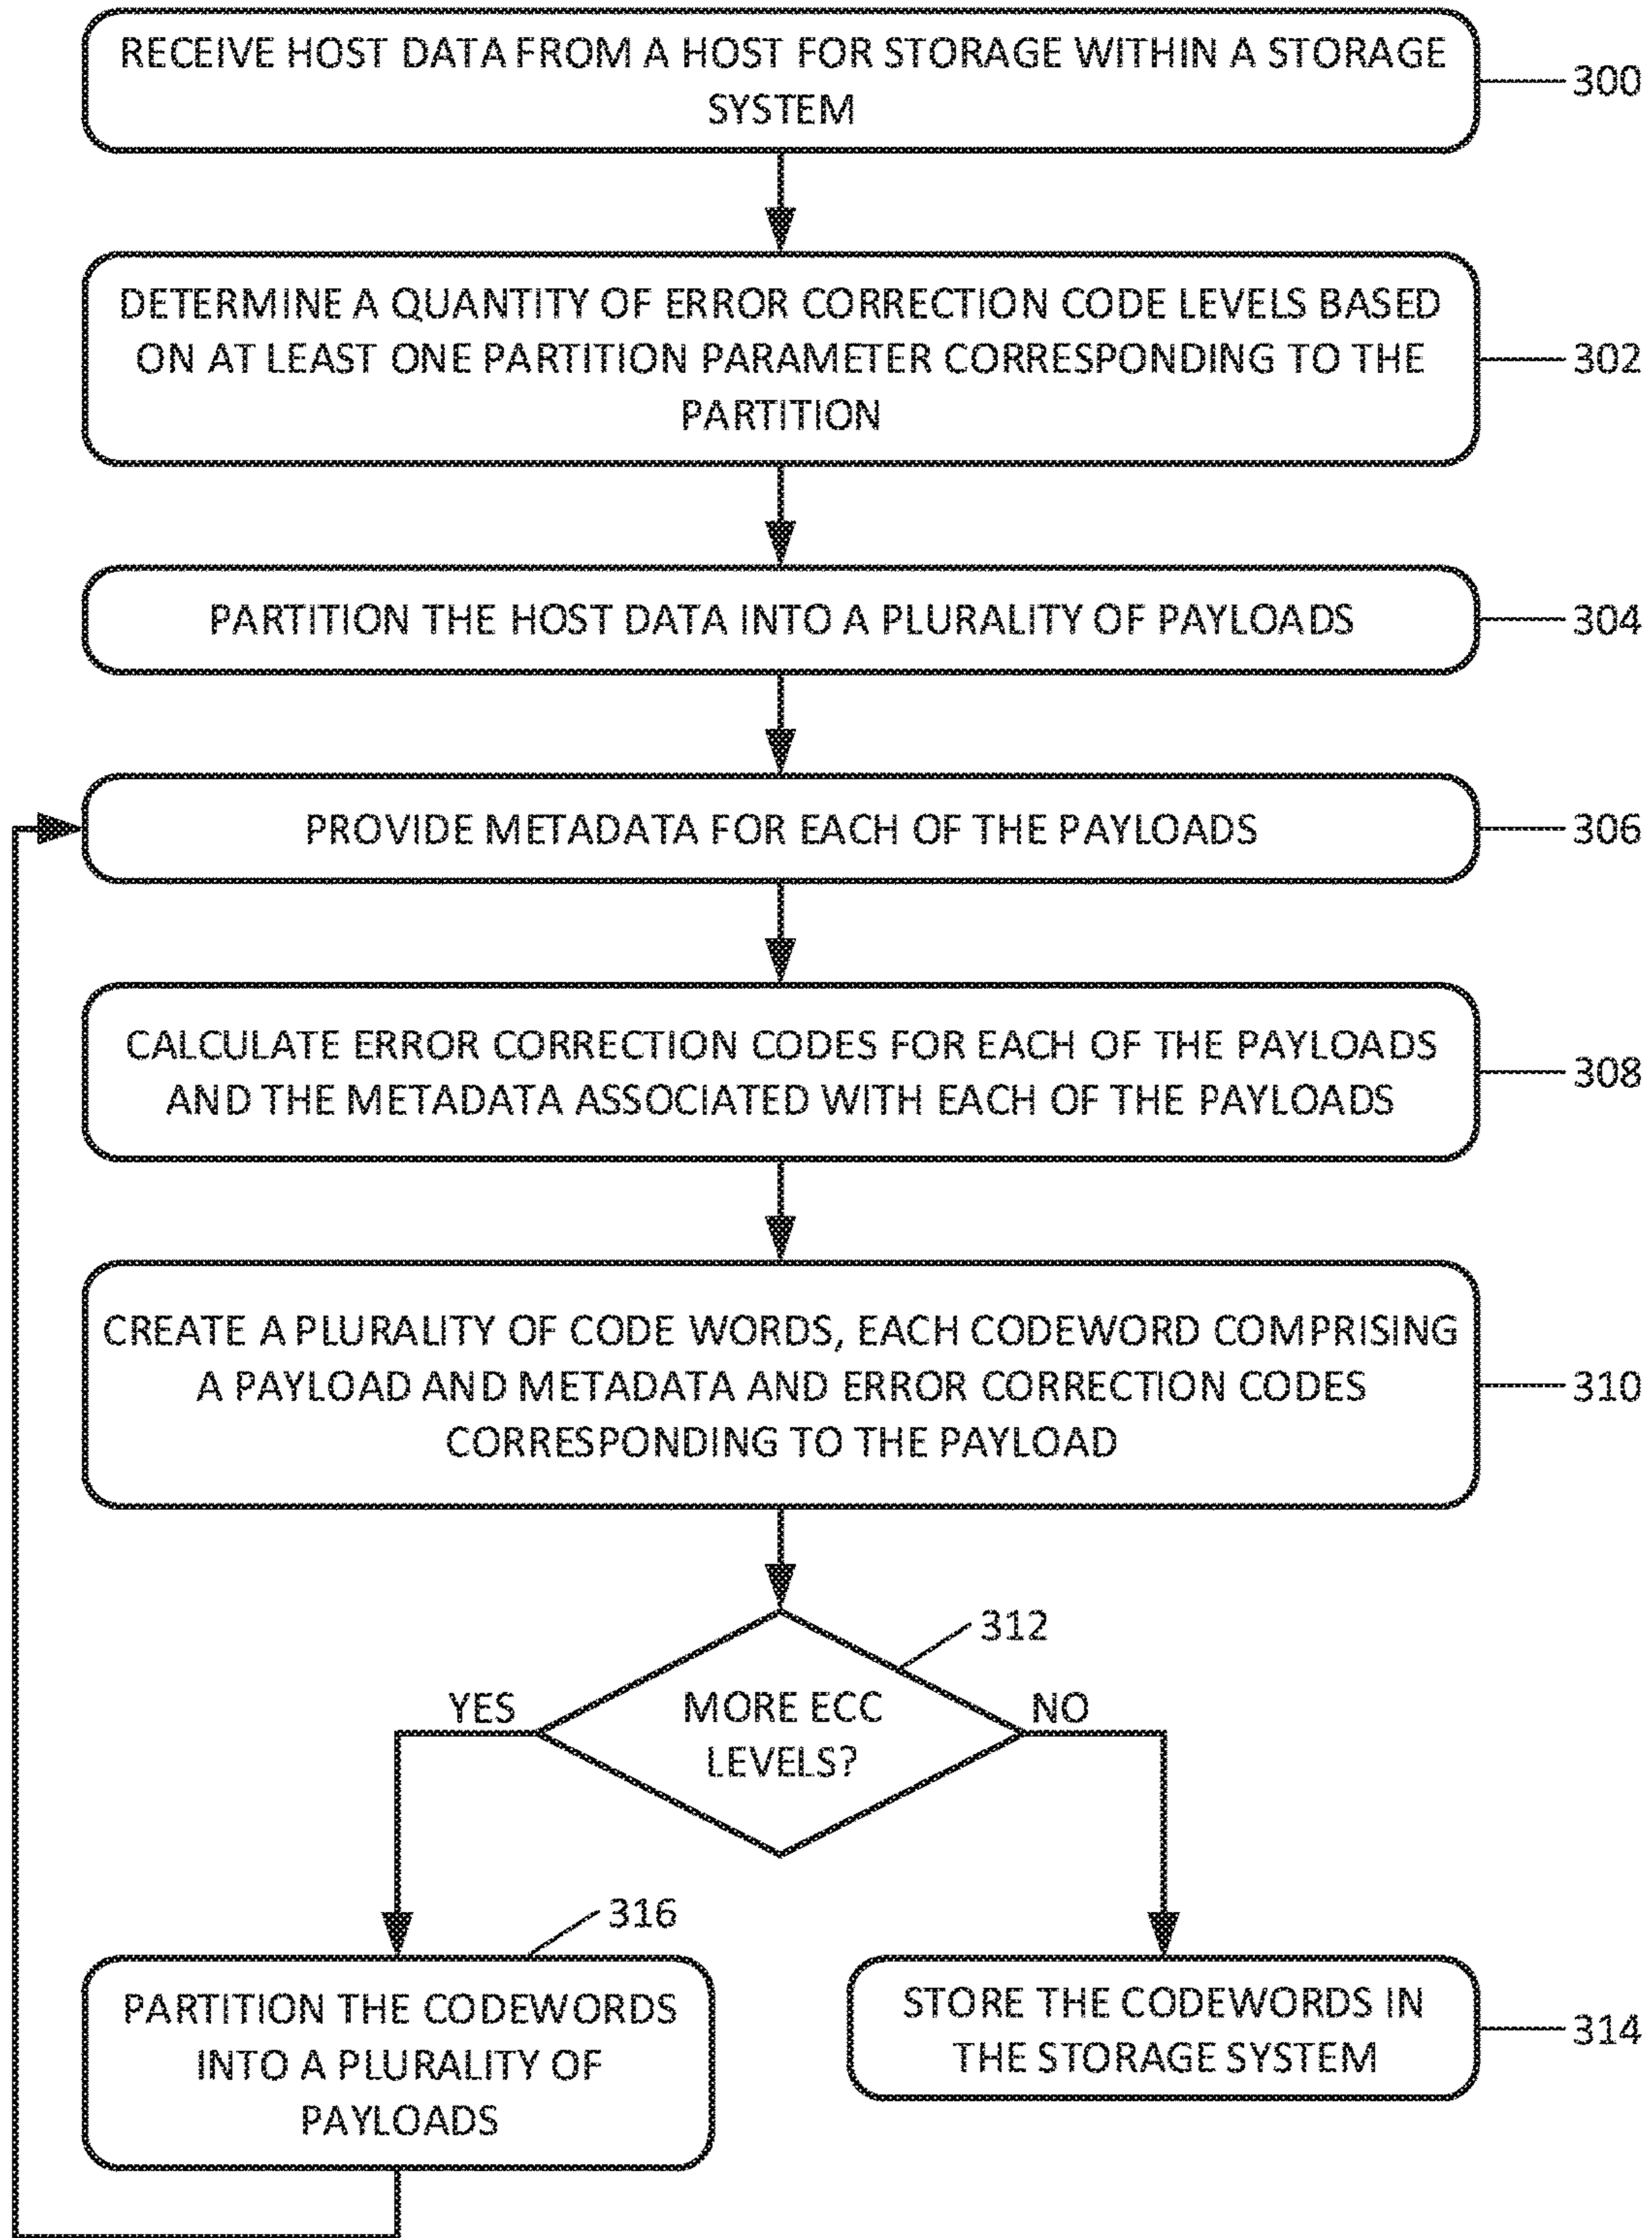 RECEIVE HOST DATA FROM A HOST FOR STORAGE WITHIN A STORAGE
SYSTEM
300
DETERMINE A QUANTITY OF ERROR CORRECTION CODE LEVELS BASED
ON AT LEAST ONE PARTITION PARAMETER CORRESPONDING TO THE
PARTITION
302
PARTITION THE HOST DATA INTO A PLURALITY OF PAYLOADS
304
PROVIDE METADATA FOR EACH OF THE PAYLOADS
306
CALCULATE ERROR CORRECTION CODES FOR EACH OF THE PAYLOADS
AND THE METADATA ASSOCIATED WITH EACH OF THE PAYLOADS
308
CREATE A PLURALITY OF CODE WORDS, EACH CODEWORD COMPRISING
A PAYLOAD AND METADATA AND ERROR CORRECTION CODES
CORRESPONDING TO THE PAYLOAD
310
312
YES
MORE ECC
LEVELS?
NO
316
PARTITION THE CODEWORDS
INTO A PLURALITY OF
PAYLOADS
STORE THE CODEWORDS IN
THE STORAGE SYSTEM
314